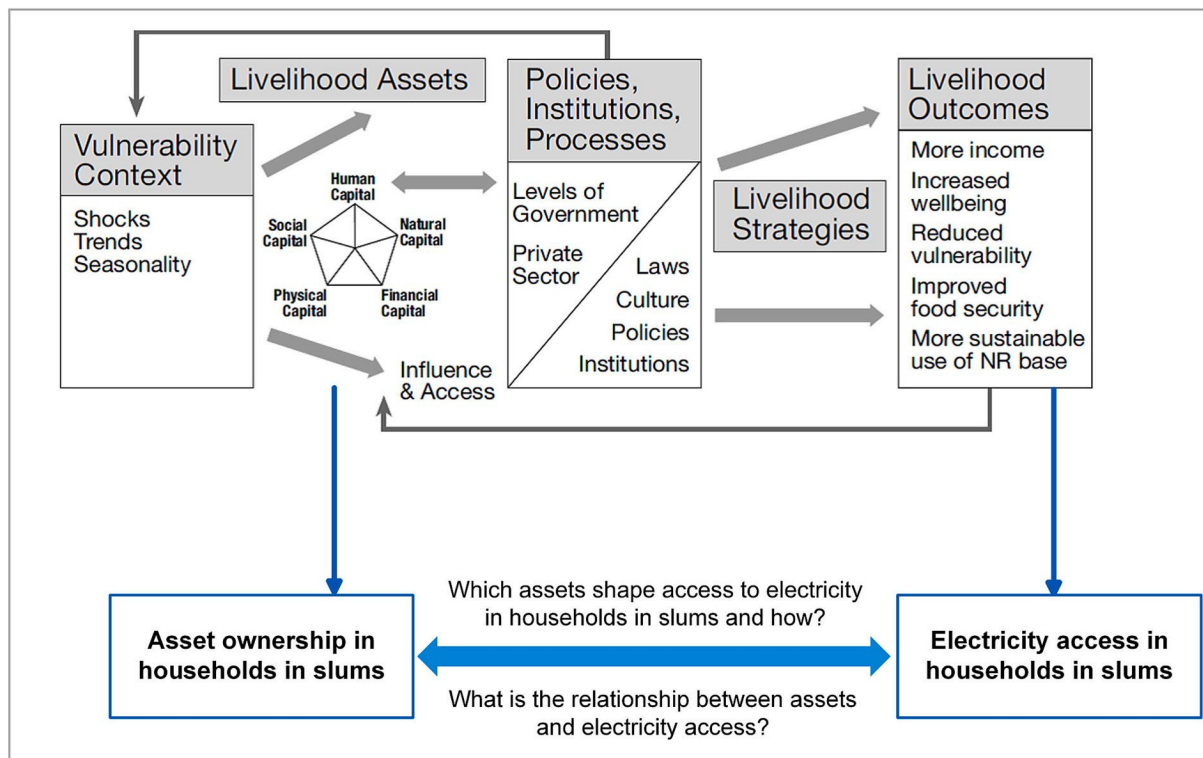 Vulnerability
Context
Shocks
Trends
Seasonality
Livelihood Assets
Human
Capital
Social
Capital
Natural
Capital
Physical
Capital
Financial
Capital
Influence
& Access
Policies,
Institutions,
Processes
Levels of
Government
Private
Sector
Laws
Culture
Policies
Institutions
Livelihood
Strategies
Livelihood
Outcomes
More income
Increased
wellbeing
Reduced
vulnerability
Improved
food security
More sustainable
use of NR base
Asset ownership in
households in slums
Which assets shape access to electricity
in households in slums and how?
What is the relationship between assets
and electricity access?
Electricity access in
households in slums